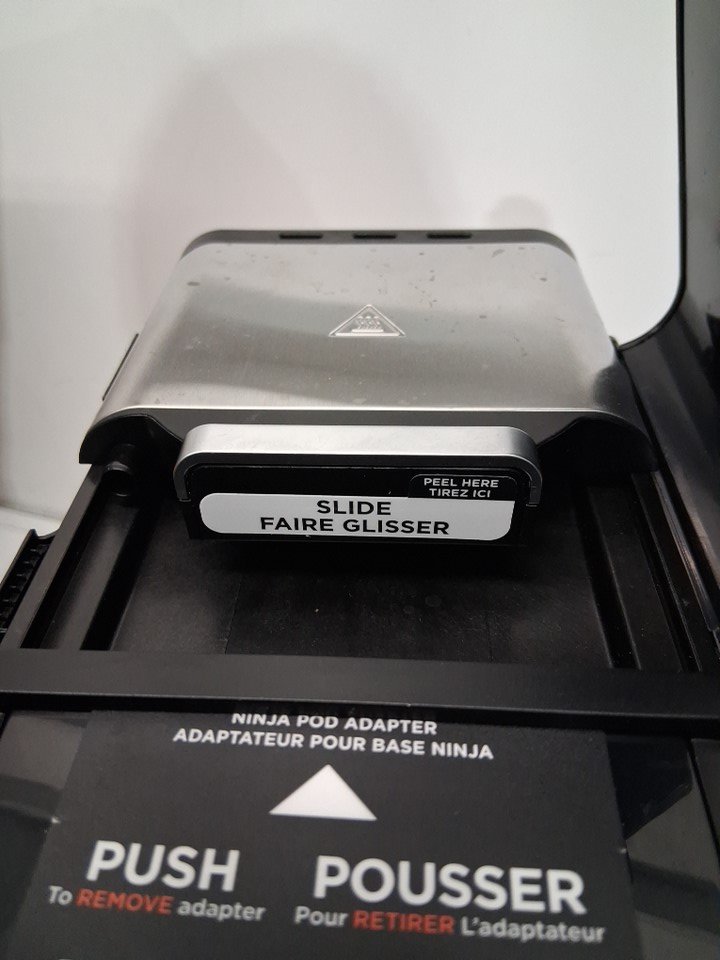 PEEL HERE
TIREZ ICI
SLIDE
FAIRE GLISSER
NINJA POD ADAPTER
ADAPTATEUR POUR BASE NINJA
PUSH
To REMOVE adapter
POUSSER
Pour RETIRER L'adaptateur